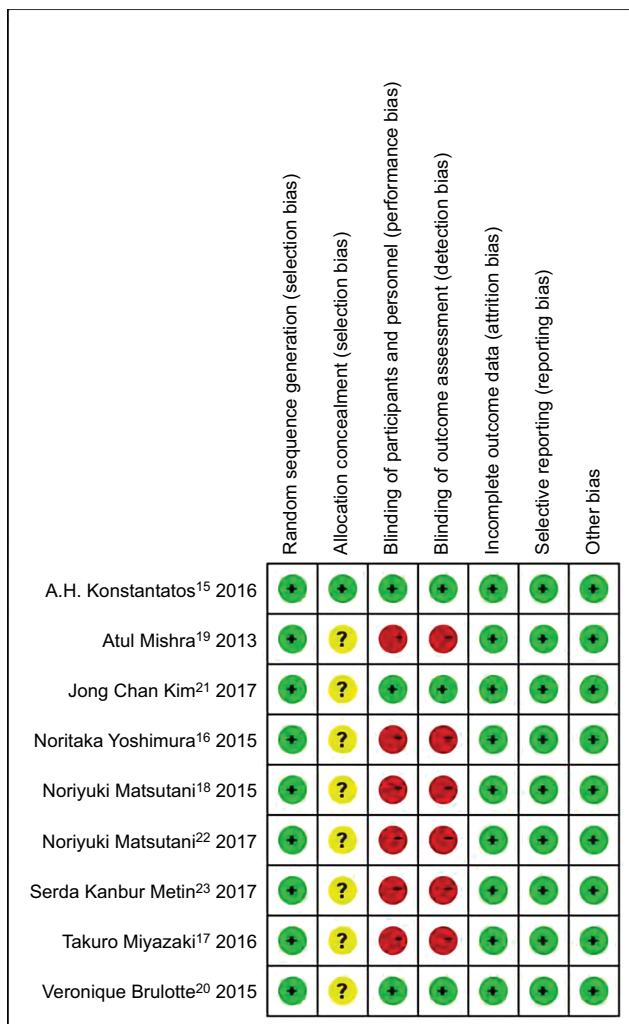 Random sequence generation (selection bias)
Allocation concealment (selection bias)
Blinding of participants and personnel (performance bias)
Blinding of outcome assessment (detection bias)
Incomplete outcome data (attrition bias)
Selective reporting (reporting bias)
Other bias
A.H. Konstantatos¹⁵ 2016 + + + + + + +
Atul Mishra¹⁹ 2013 + ? - - + + +
Jong Chan Kim²¹ 2017 + ? + + + + +
Noritaka Yoshimura¹⁶ 2015 + ? - - + + +
Noriyuki Matsutani¹⁸ 2015 + ? - - + + +
Noriyuki Matsutani²² 2017 + ? - - + + +
Serda Kanbur Metin²³ 2017 + ? - - + + +
Takuro Miyazaki¹⁷ 2016 + ? - - + + +
Veronique Brulotte²⁰ 2015 + ? + + + + +